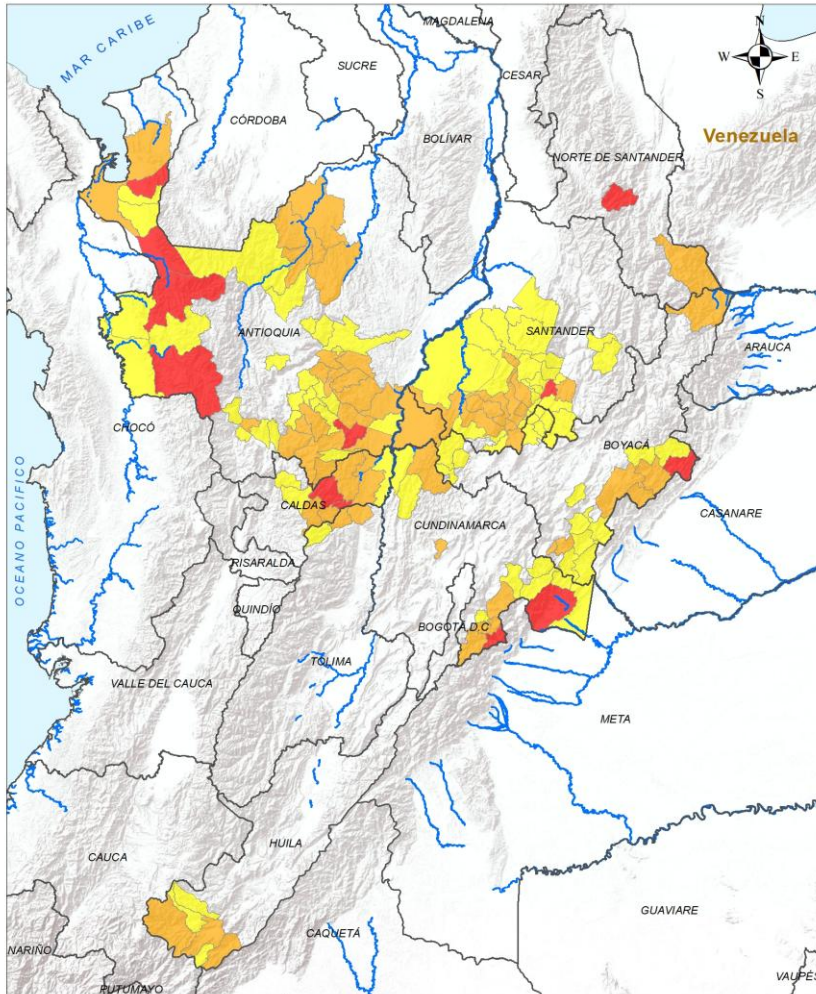 MAGDALENA
MAR CARIBE
SUCRE
CESAR
N
W E
S
CÓRDOBA
BOLÍVAR
Venezuela
NORTE DE SANTANDER
ANTIOQUIA
SANTANDER
ARAUCA
CHOCÓ
BOYACÁ
OCEANO PACIFICO
CALDAS
CASANARE
CUNDINAMARCA
RISARALDA
QUINDÍO
BOGOTÁ, D.C
TOLIMA
VALLE DEL CAUCA
META
HUILA
CAUCA
GUAVIARE
CAQUETÁ
NARIÑO
PUTUMAYO
VAUPÉS